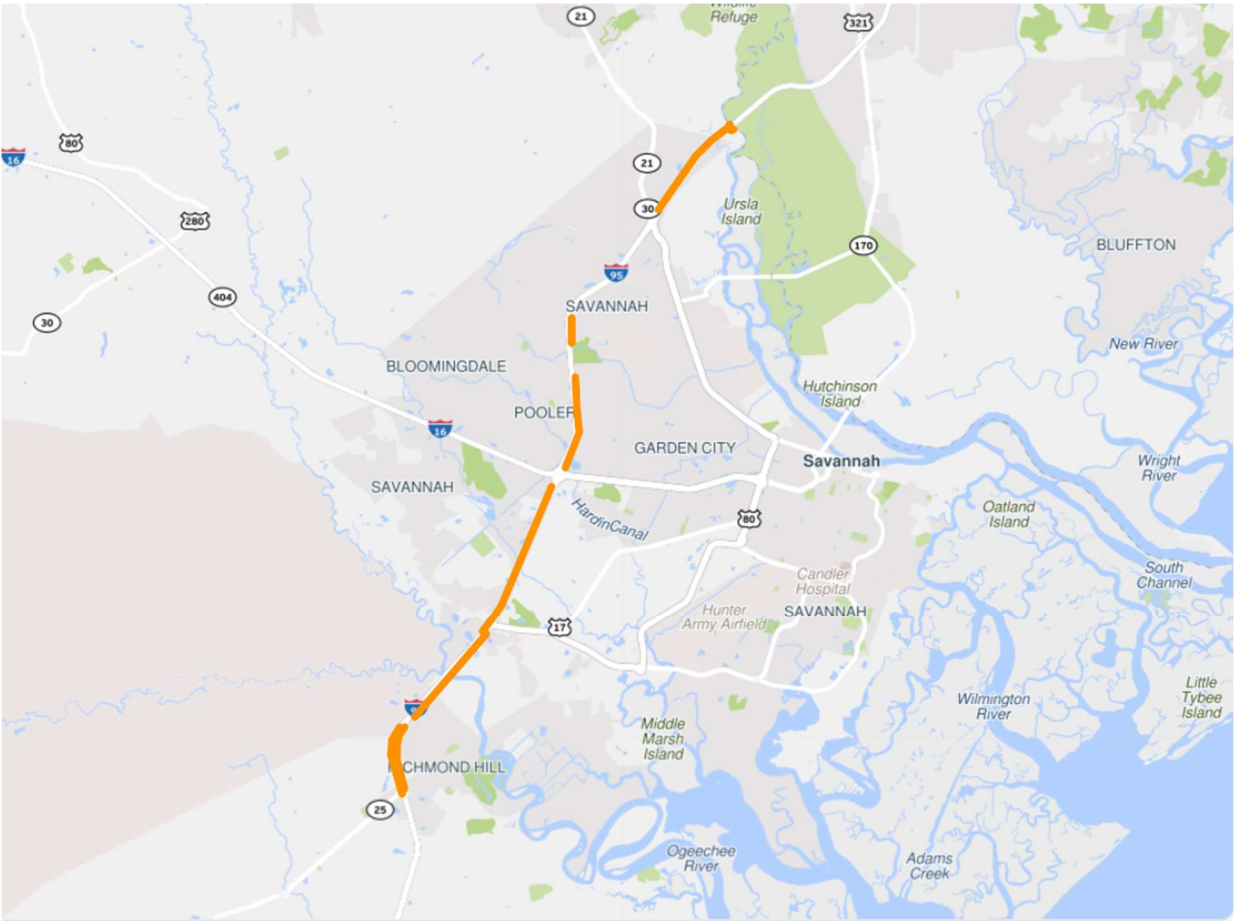 Wildlife
Refuge
21
321
80
16
21
280
30
Ursla
Island
170
BLUFFTON
95
404
SAVANNAH
30
New River
BLOOMINGDALE
Hutchinson
Island
POOLER
16
GARDEN CITY
Savannah
Wright
River
SAVANNAH
HardinCanal
80
Oatland
Island
Candler
Hospital
South
Channel
Hunter
Army Airfield
SAVANNAH
17
Little
Tybee
Island
Wilmington
River
Middle
Marsh
Island
RICHMOND HILL
25
Ogeechee
River
Adams
Creek